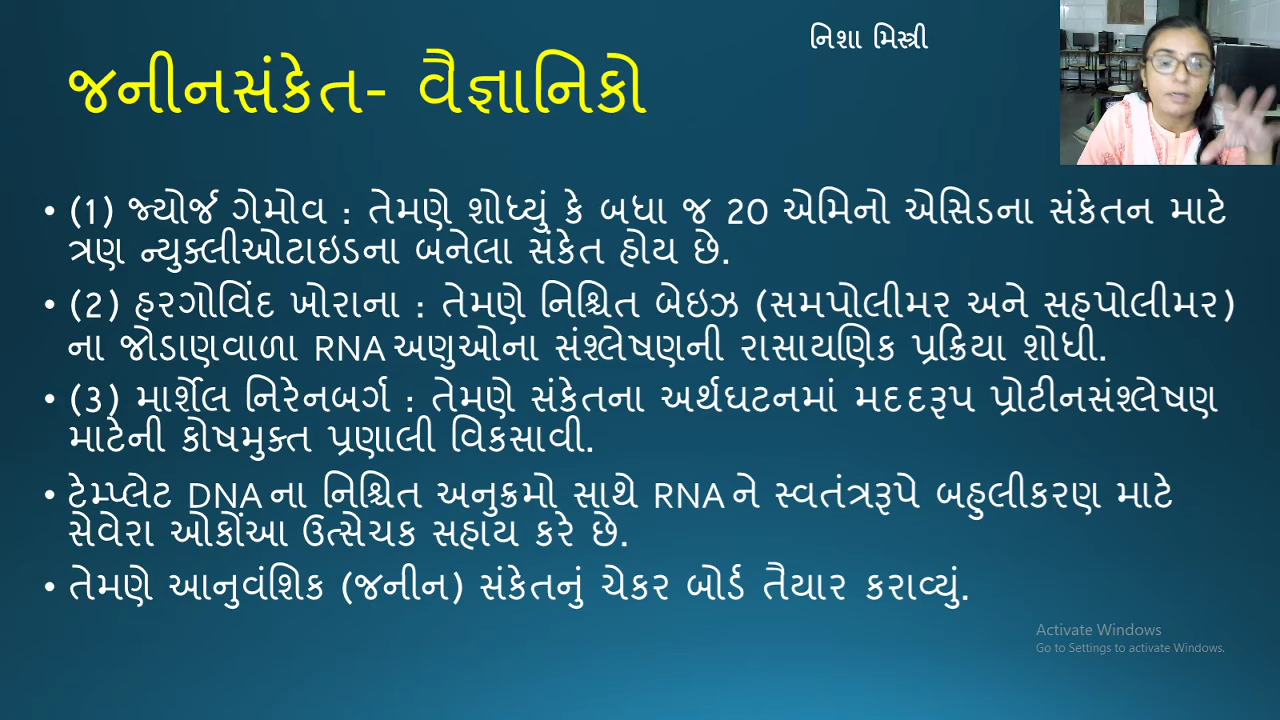 નિશા મિસ્ત્રી
જનીનસંકેત- વૈજ્ઞાનિકો
• (1) જ્યોર્જ ગેમોવ : તેમણે શોધ્યું કે બધા જ 20 એમિનો એસિડના સંકેતન માટે
ત્રણ ન્યુક્લીઓટાઇડના બનેલા સંકેત હોય છે.
• (2) હરગોવિંદ ખોરાના : તેમણે નિશ્ચિત બેઇઝ (સમપોલીમર અને સહપોલીમર)
ના જોડાણવાળા RNA અણુઓના સંશ્લેષણની રાસાયણિક પ્રક્રિયા શોધી.
• (૩) માર્શેલ નિરેનબર્ગ : તેમણે સંકેતના અર્થઘટનમાં મદદરૂપ પ્રોટીનસંશ્લેષણ
માટેની કોષમુક્ત પ્રણાલી વિકસાવી.
• ટેમ્પ્લેટ DNA ના નિશ્ચિત અનુક્રમો સાથે RNA ને સ્વતંત્રરૂપે બહુલીકરણ માટે
સેવેરા ઓકોંઆ ઉત્સેચક સહાય કરે છે.
• તેમણે આનુવંશિક (જનીન) સંકેતનું ચેકર બોર્ડ તૈયાર કરાવ્યું.
Activate Windows
Go to Settings to activate Windows.